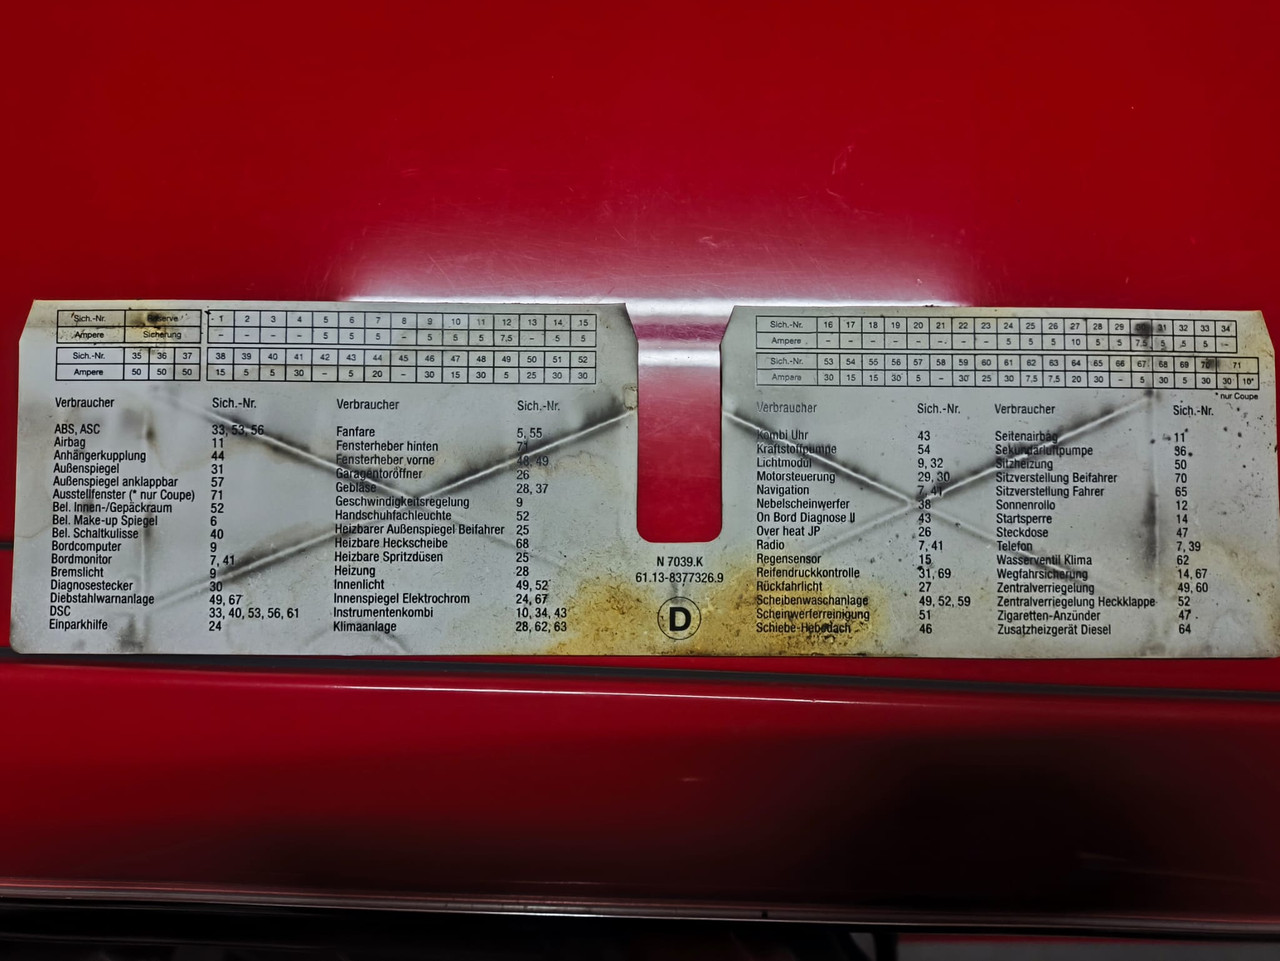 Sich.-Nr. Reserve 1 2 3 4 5 6 7 8 9 10 11 12 13 14 15
Ampere Sicherung – – – – 5 5 5 – 5 5 5 7,5 – – –
Sich.-Nr. 35 36 37 38 39 40 41 42 43 44 45 46 47 48 49 50 51 52
Ampere 50 50 50 15 5 5 30 – 5 20 – 30 15 30 5 25 30 30
Verbraucher Sich.-Nr. Verbraucher Sich.-Nr.
ABS, ASC 33, 53, 56
Airbag 11
Anhängerkupplung 44
Außenspiegel 31
Außenspiegel anklappbar 57
Ausstellfenster (* nur Coupe) 71
Bel. Innen-/Gepäckraum 52
Bel. Make-up Spiegel 6
Bel. Schaltkulisse 40
Bordcomputer 9
Bordmonitor 7, 41
Bremslicht 9
Diagnosestecker 30
Diebstahlwarnanlage 49, 67
DSC 33, 40, 53, 56, 61
Einparkhilfe 24
Fanfare 5, 55
Fensterheber hinten 71
Fensterheber vorne 48, 49
Garagentoröffner 26
Gebläse 28, 37
Geschwindigkeitsregelung 9
Handschuhfachleuchte 52
Heizbarer Außenspiegel Beifahrer 25
Heizbare Heckscheibe 68
Heizbare Spritzdüsen 25
Heizung 28
Innenlicht 49, 52
Innenspiegel Elektrochrom 24, 67
Instrumentenkombi 10, 34, 43
Klimaanlage 28, 62, 63
N 7039.K
61.13-8377326.9
D
Sich.-Nr. 16 17 18 19 20 21 22 23 24 25 26 27 28 29 30 31 32 33 34
Ampere – – – – – – – – 5 5 5 10 5 5 7,5 5 5 5 –
Sich.-Nr. 53 54 55 56 57 58 59 60 61 62 63 64 65 66 67 68 69 70 71
Ampere 30 15 15 30 5 – 30 25 30 7,5 7,5 20 30 – 5 30 5 30 30 10*
*nur Coupe
Verbraucher Sich.-Nr. Verbraucher Sich.-Nr.
Kombi Uhr 43
Kraftstoffpumpe 54
Lichtmodul 9, 32
Motorsteuerung 29, 30
Navigation 7, 41
Nebelscheinwerfer 38
On Bord Diagnose II 43
Over heat JP 26
Radio 7, 41
Regensensor 15
Reifendruckkontrolle 31, 69
Rückfahrlicht 27
Scheibenwaschanlage 49, 52, 59
Scheinwerferreinigung 51
Schiebe-Hebedach 46
Seitenairbag 11
Sekundärluftpumpe 36
Sitzheizung 50
Sitzverstellung Beifahrer 70
Sitzverstellung Fahrer 65
Sonnenrollo 12
Startsperre 14
Steckdose 47
Telefon 7, 39
Wasserventil Klima 62
Wegfahrsicherung 14, 67
Zentralverriegelung 49, 60
Zentralverriegelung Heckklappe 52
Zigaretten-Anzünder 47
Zusatzheizgerät Diesel 64